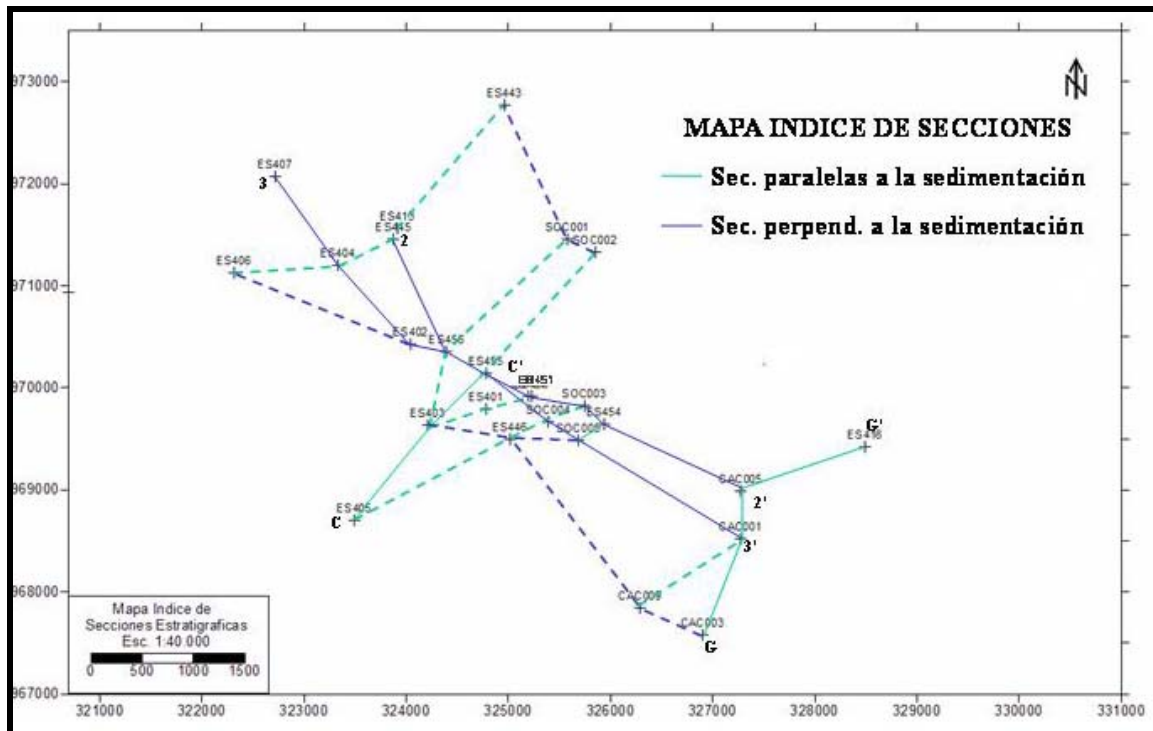 973000
972000
971000
970000
969000
968000
967000
321000 322000 323000 324000 325000 326000 327000 328000 329000 330000 331000
N
MAPA INDICE DE SECCIONES
Sec. paralelas a la sedimentación
Sec. perpend. a la sedimentación
ES443
ES407
3
ES413
ES445
2
SOC001
SOC002
ES404
ES406
ES402
ES456
ES455
C'
ES401
SOC003
ES403
SOC004
ES454
ES446
G'
ES416
CAC005
2'
ES405
C
CAC001
3'
CAC003
G
Mapa Indice de
Secciones Estratigraficas
Esc. 1:40.000
0 500 1000 1500